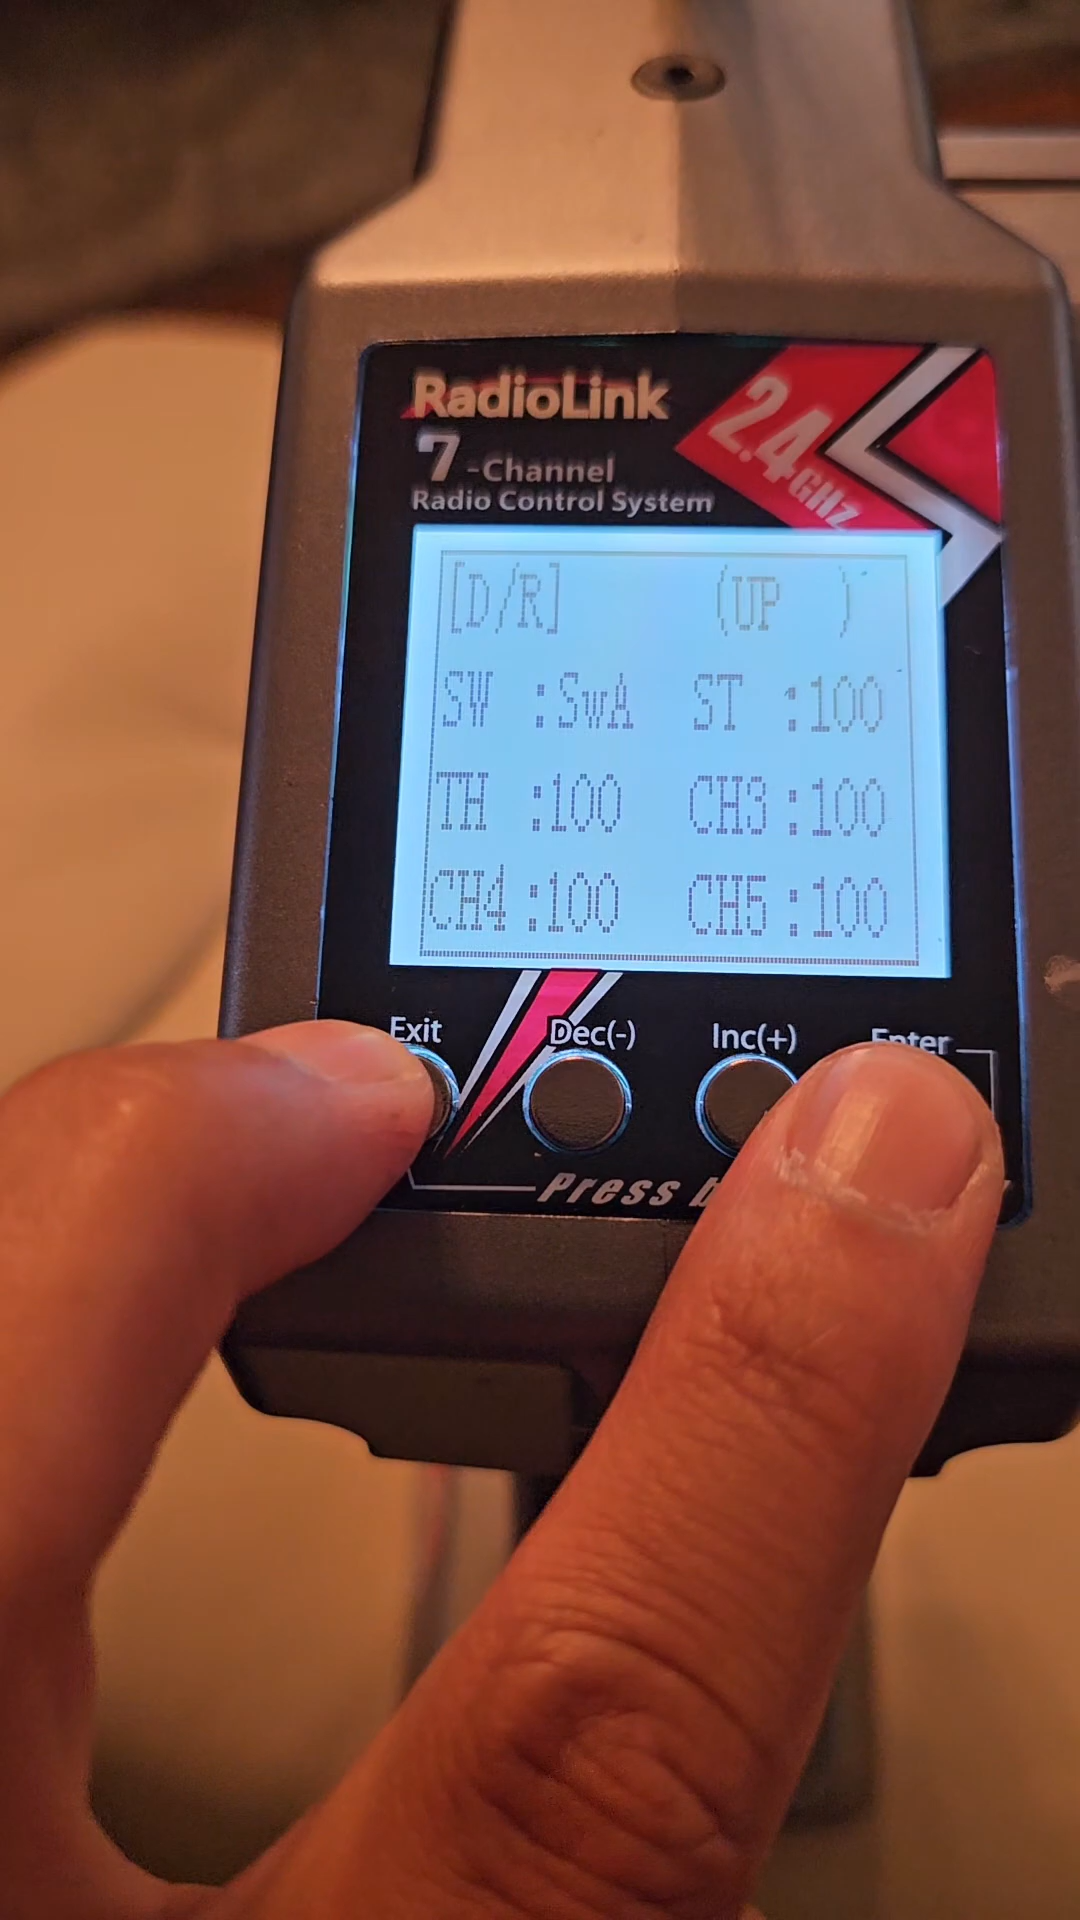 RadioLink
7-Channel
Radio Control System
2.4GHz
[D/R] (UP )
SW :SwA ST :100
TH :100 CH3:100
CH4:100 CH5:100
Exit Dec(-) Inc(+) Enter
Press